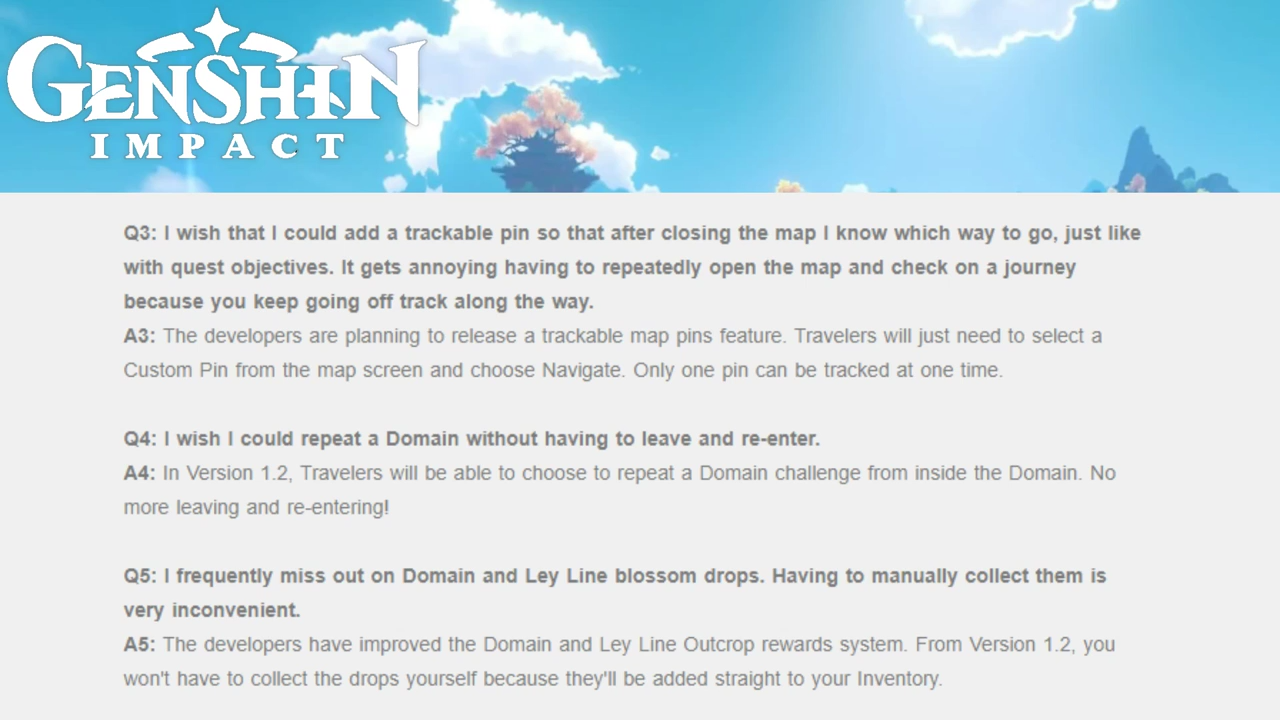 GENSHIN
IMPACT
Q3: I wish that I could add a trackable pin so that after closing the map I know which way to go, just like
with quest objectives. It gets annoying having to repeatedly open the map and check on a journey
because you keep going off track along the way.
A3: The developers are planning to release a trackable map pins feature. Travelers will just need to select a
Custom Pin from the map screen and choose Navigate. Only one pin can be tracked at one time.
Q4: I wish I could repeat a Domain without having to leave and re-enter.
A4: In Version 1.2, Travelers will be able to choose to repeat a Domain challenge from inside the Domain. No
more leaving and re-entering!
Q5: I frequently miss out on Domain and Ley Line blossom drops. Having to manually collect them is
very inconvenient.
A5: The developers have improved the Domain and Ley Line Outcrop rewards system. From Version 1.2, you
won't have to collect the drops yourself because they'll be added straight to your Inventory.